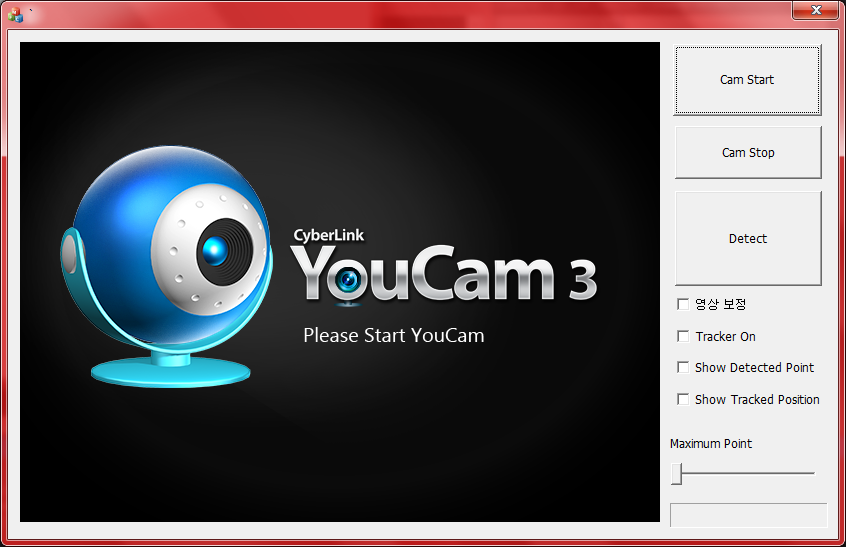 CyberLink
YouCam 3
Please Start YouCam
Cam Start
Cam Stop
Detect
영상 보정
Tracker On
Show Detected Point
Show Tracked Position
Maximum Point